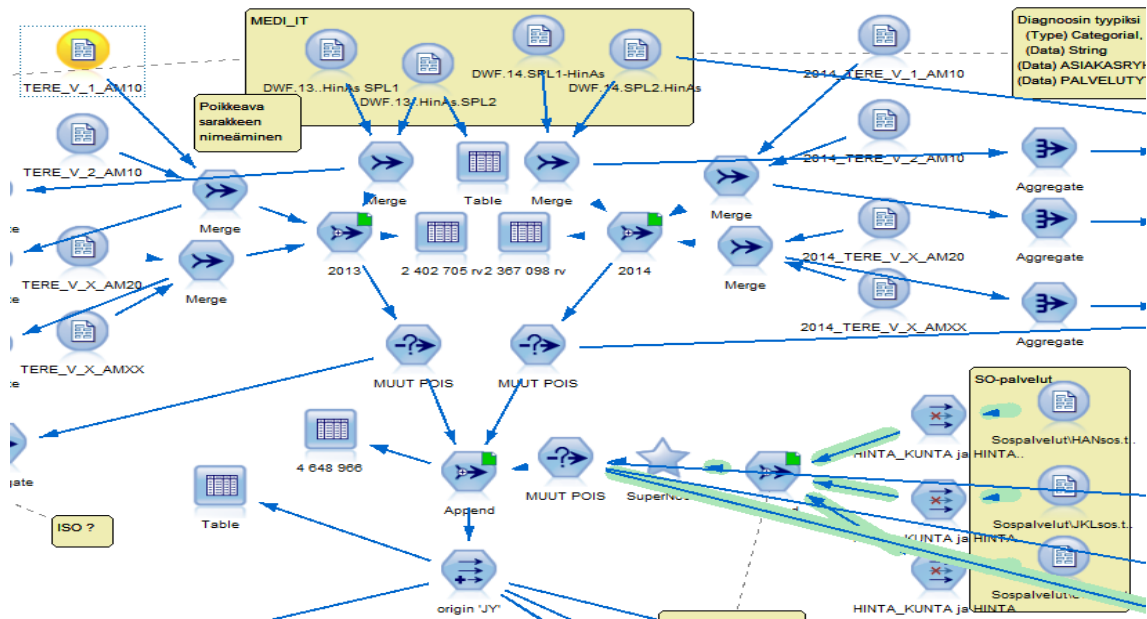 MEDI_IT
Diagnoosin tyypiksi
(Type) Categorial,
(Data) String
(Data) ASIAKASRYH
(Data) PALVELUTY
TERE_V_1_AM10
DWF.13..HinAs SPL1
DWF.13..HinAs.SPL2
DWF.14.SPL1-HinAs
DWF.14.SPL2.HinAs
2014_TERE_V_1_AM10
Poikkeava
sarakkeen
nimeäminen
TERE_V_2_AM10
Merge
Table
Merge
2014_TERE_V_2_AM10
Aggregate
Merge
Merge
TERE_V_X_AM20
2013
2 402 705 rv
2 367 098 rv
2014
2014_TERE_V_X_AM20
Aggregate
Merge
Merge
TERE_V_X_AMXX
2014_TERE_V_X_AMXX
Aggregate
MUUT POIS
MUUT POIS
SO-palvelut
4 648 966
HINTA_KUNTA ja HINTA..
Sospalvelut\HANsos.t..
Table
Append
MUUT POIS
ISO ?
HINTA_KUNTA ja HINTA
Sospalvelut\JKLsos.t..
origin 'JY'
HINTA_KUNTA ja HINTA